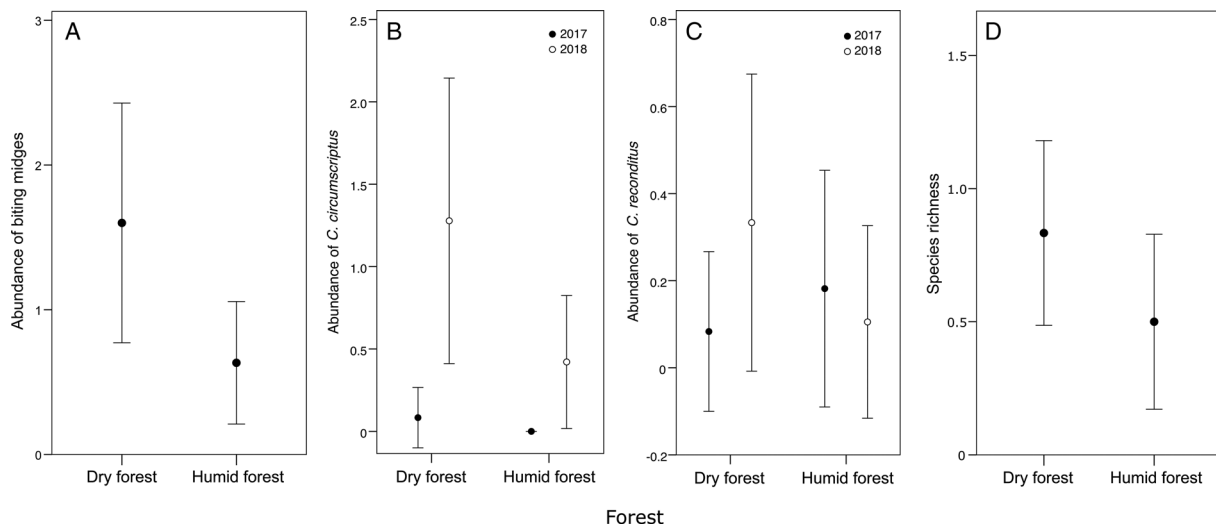 A
Abundance of biting midges
3
2
1
0
Dry forest
Humid forest
B
2017
2018
Abundance of C. circumscriptus
2.5
2.0
1.5
1.0
0.5
0
Dry forest
Humid forest
C
2017
2018
Abundance of C. reconditus
0.8
0.6
0.4
0.2
0
-0.2
Dry forest
Humid forest
D
Species richness
1.5
1.0
0.5
0
Dry forest
Humid forest
Forest